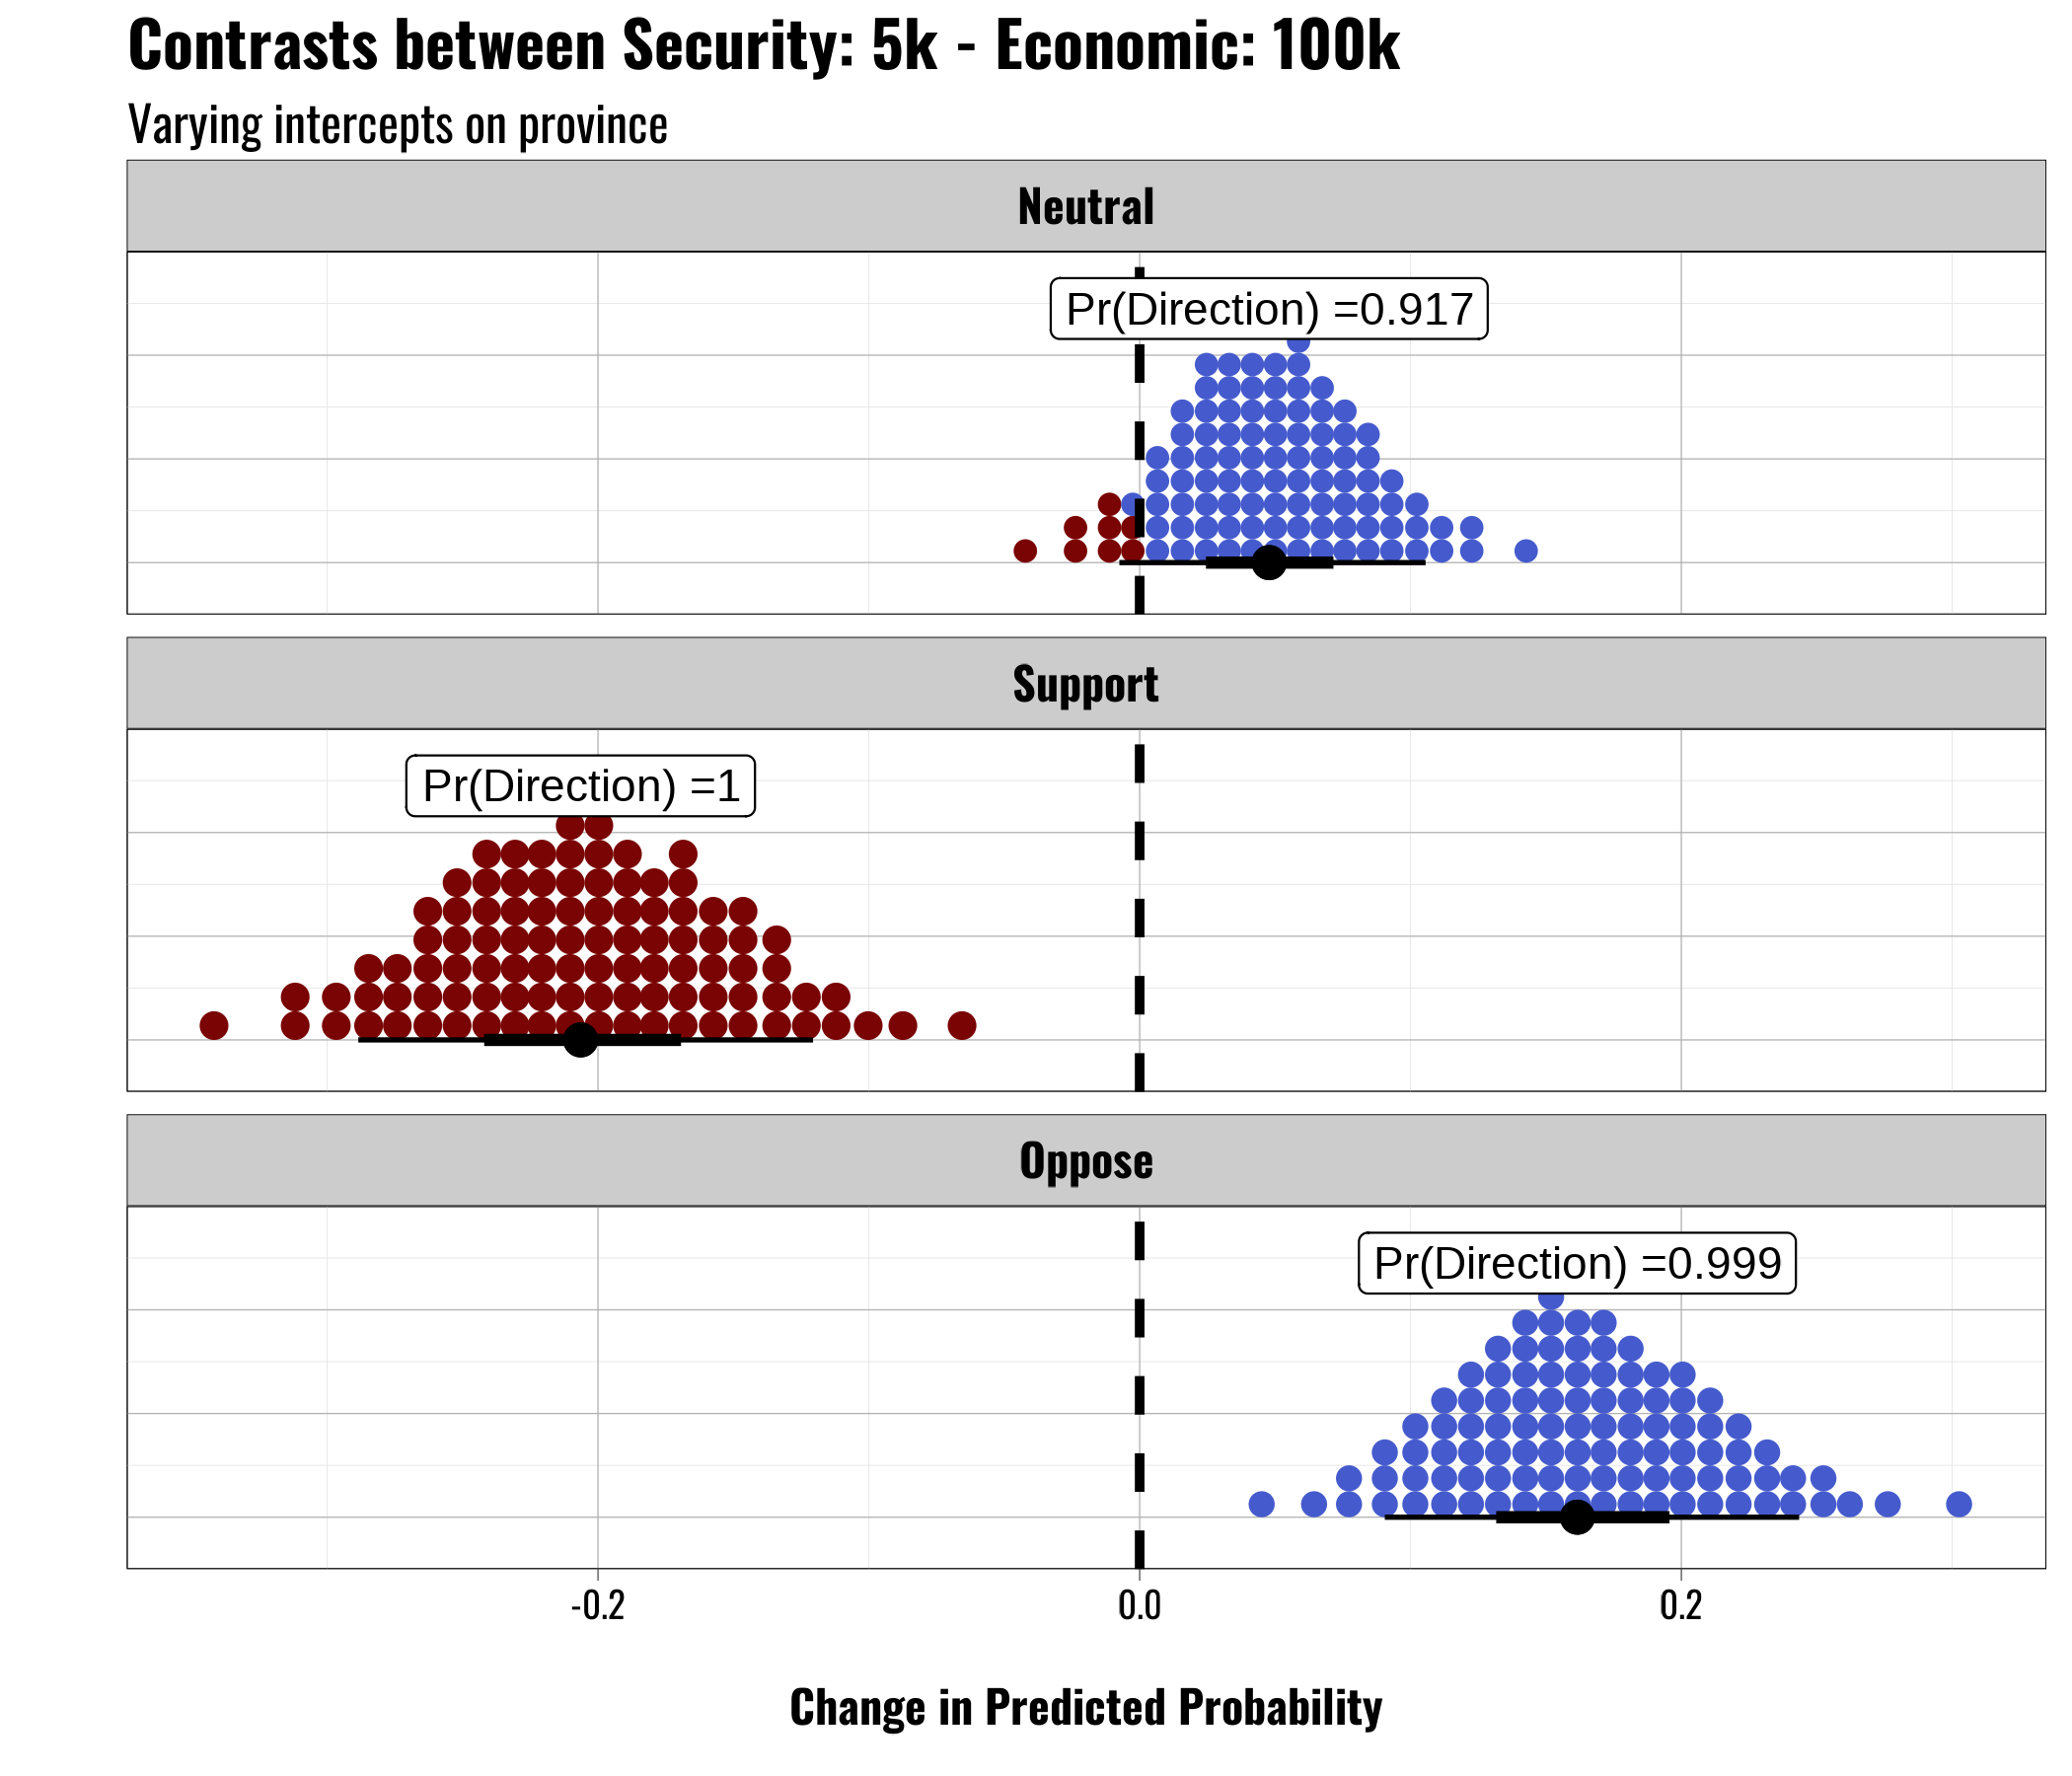 Contrasts between Security: 5k - Economic: 100k
Varying intercepts on province
Neutral
Pr(Direction) =0.917
Support
Pr(Direction) =1
Oppose
Pr(Direction) =0.999
-0.2 0.0 0.2
Change in Predicted Probability